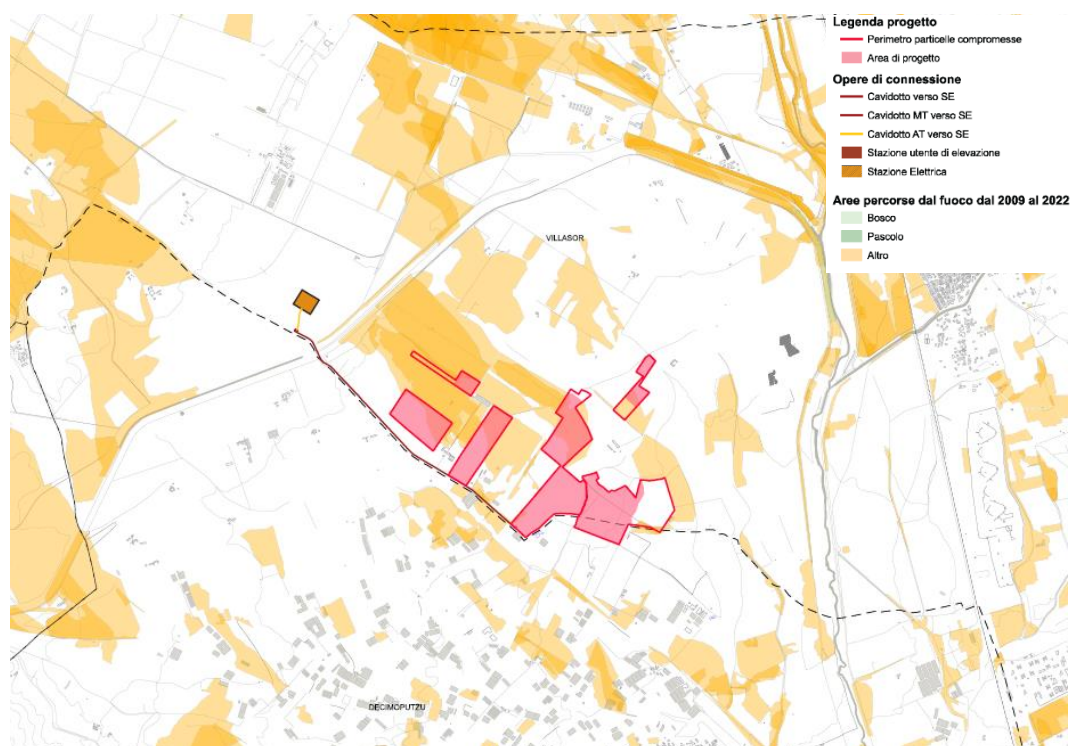 Legenda progetto
Perimetro particelle compromesse
Area di progetto
Opere di connessione
Cavidotto verso SE
Cavidotto MT verso SE
Cavidotto AT verso SE
Stazione utente di elevazione
Stazione Elettrica
Aree percorse dal fuoco dal 2009 al 2022
Bosco
Pascolo
Altro
VILLASOR
DECIMOPUTZU